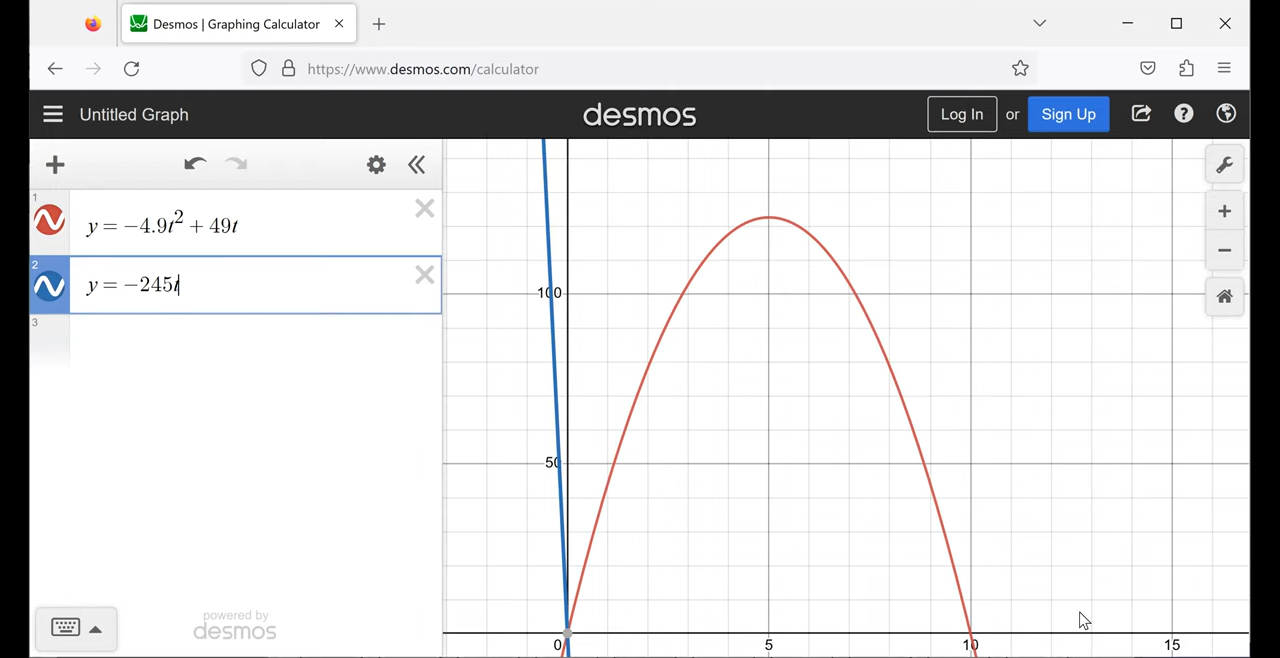 Desmos | Graphing Calculator
https://www.desmos.com/calculator
Untitled Graph
desmos
Log In or Sign Up
1
y = −4.9t² + 49t
2
y = −245t
3
100
50
0
5
10
15
powered by
desmos